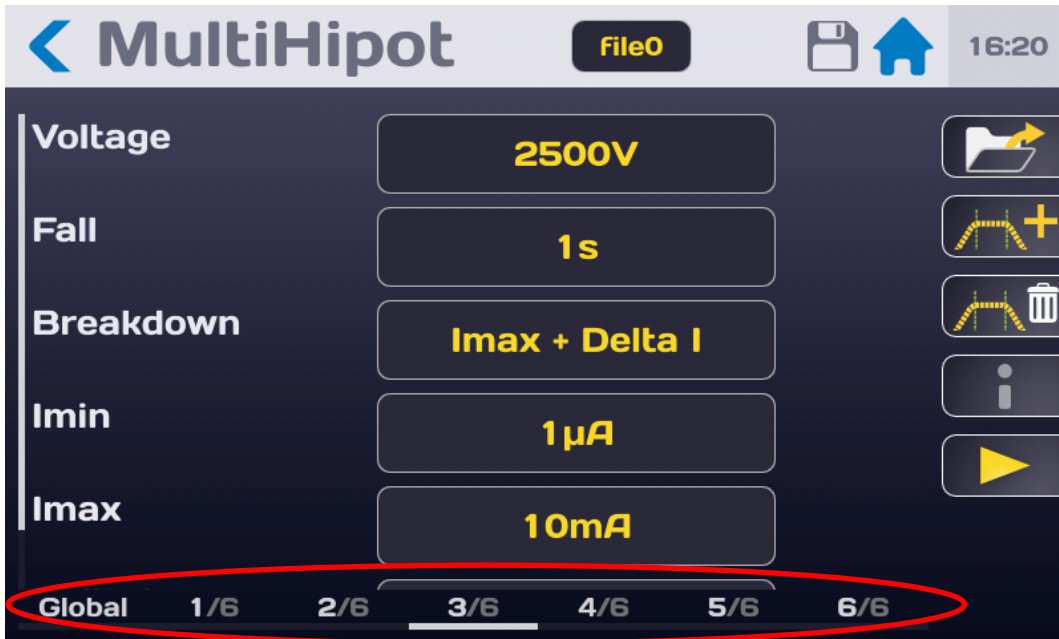 MultiHipot file0 16:20
Voltage 2500V
Fall 1s
Breakdown Imax + Delta I
Imin 1µA
Imax 10mA
Global 1/6 2/6 3/6 4/6 5/6 6/6